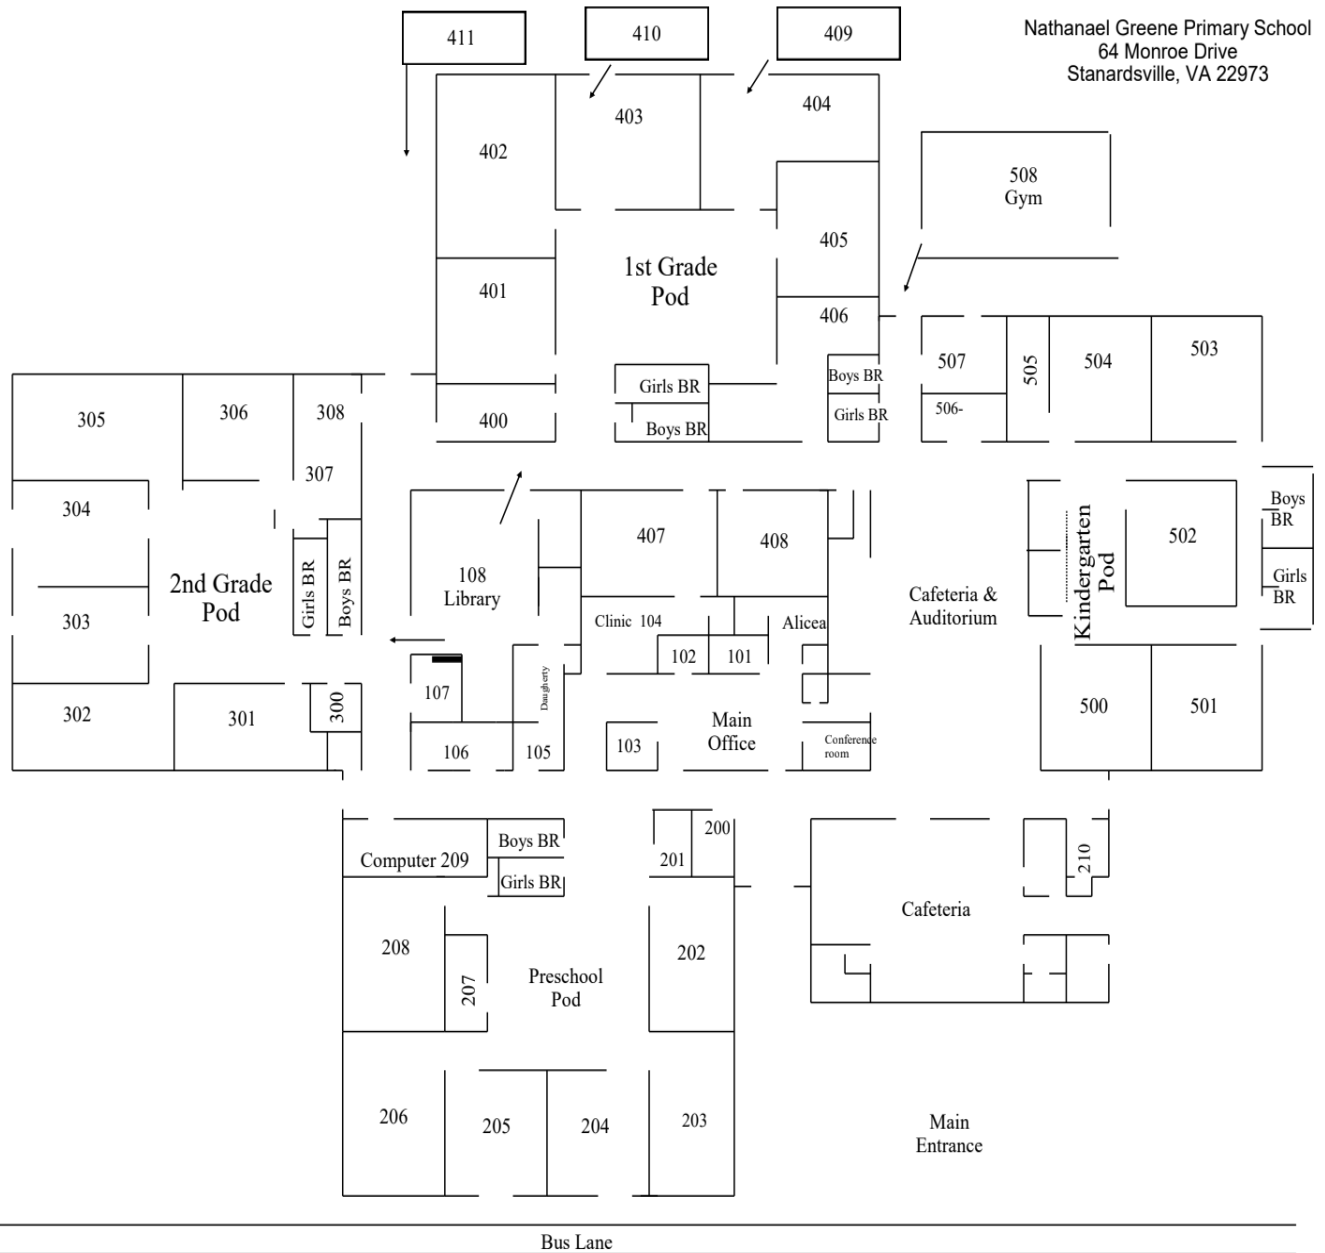 411
410
409
Nathanael Greene Primary School
64 Monroe Drive
Stanardsville, VA 22973
403
404
402
508
Gym
405
1st Grade
Pod
401
406
507
505
504
503
Girls BR
Boys BR
Boys BR
Girls BR
506-
400
305
306
308
307
304
303
2nd Grade
Pod
Girls BR
Boys BR
302
301
300
108
Library
407
408
Clinic 104
Alicea
102
101
107
Daugherty
106
105
103
Main
Office
Conference
room
Cafeteria &
Auditorium
Kindergarten
Pod
502
Boys
BR
Girls
BR
500
501
Computer 209
Boys BR
Girls BR
200
201
210
208
207
Preschool
Pod
202
Cafeteria
206
205
204
203
Main
Entrance
Bus Lane